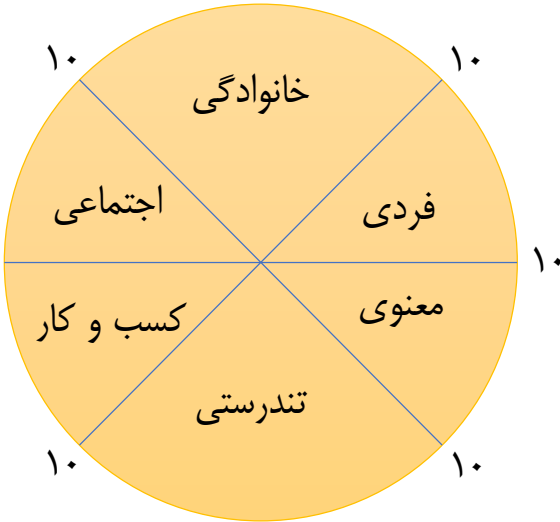 ۱۰
۱۰
خانوادگی
فردی
اجتماعی
۱۰
معنوی
کسب و کار
تندرستی
۱۰
۱۰